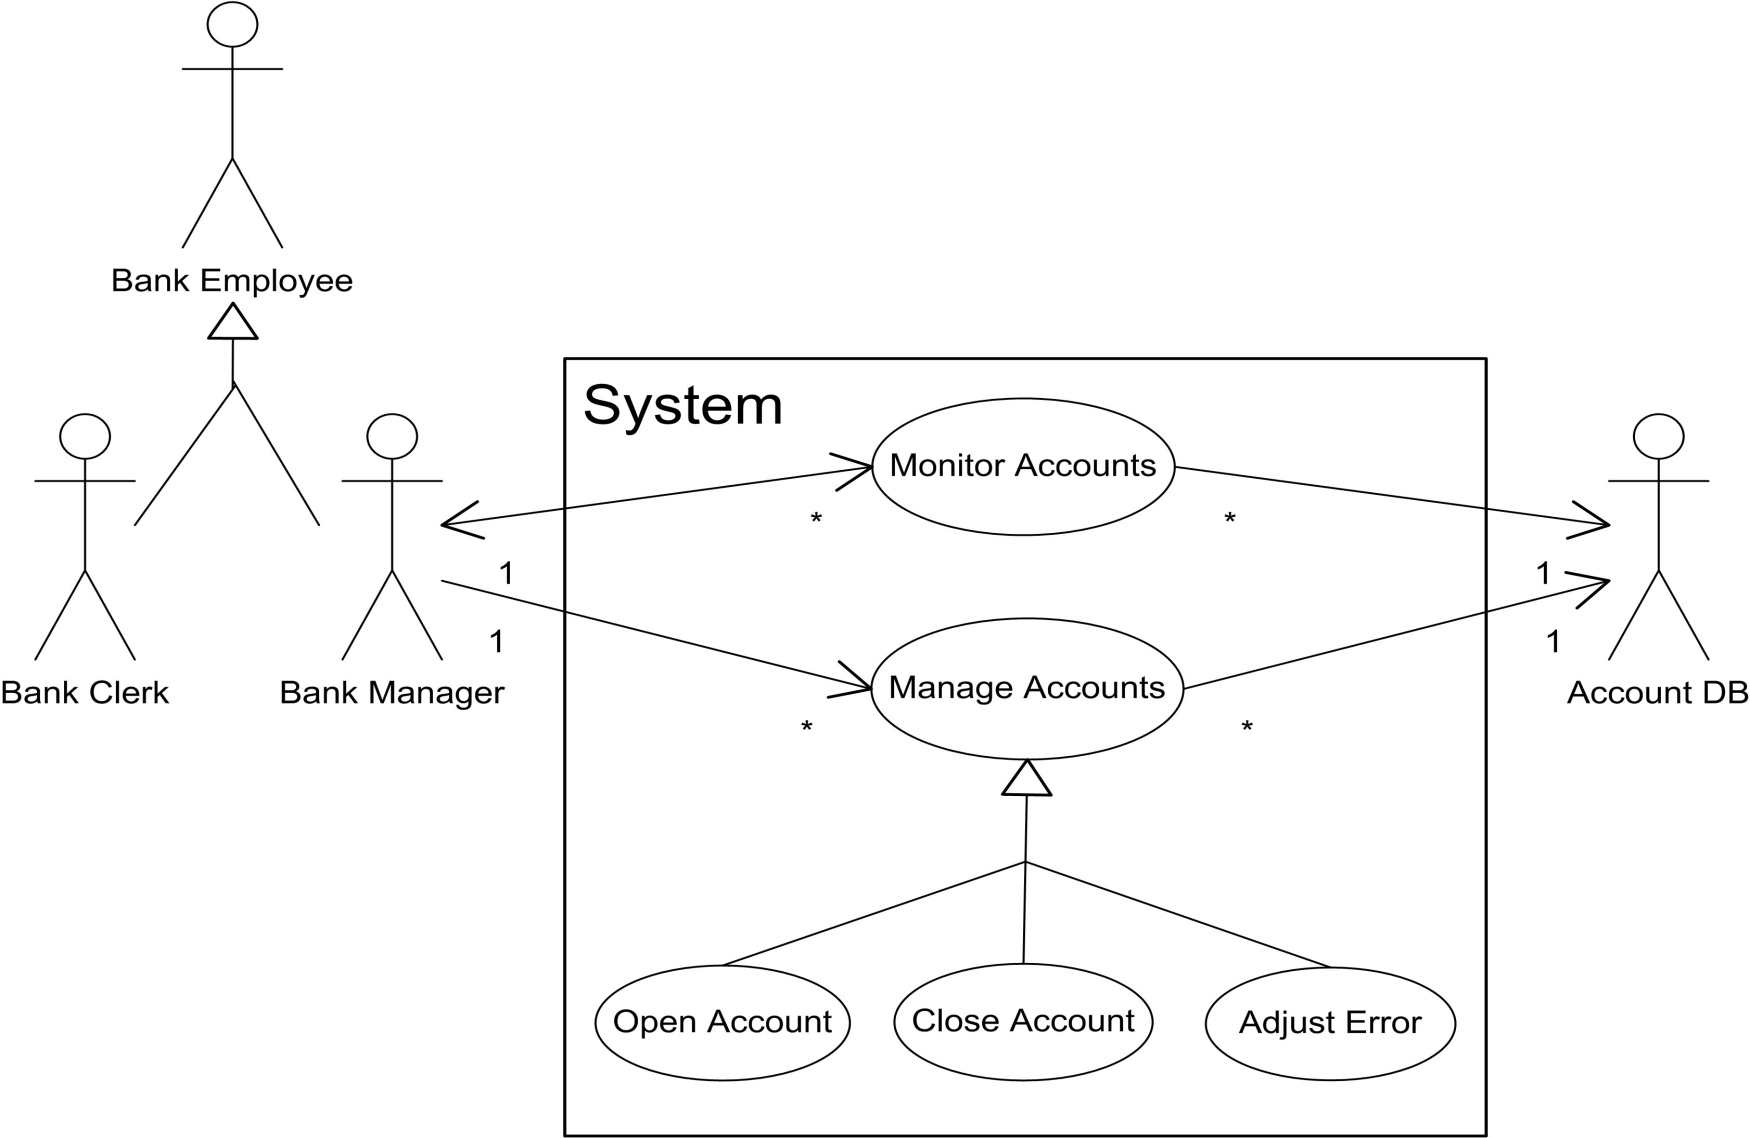 Bank Employee
System
Monitor Accounts
*
*
1
1
1
1
Manage Accounts
Bank Clerk
Bank Manager
Account DB
*
*
Open Account
Close Account
Adjust Error